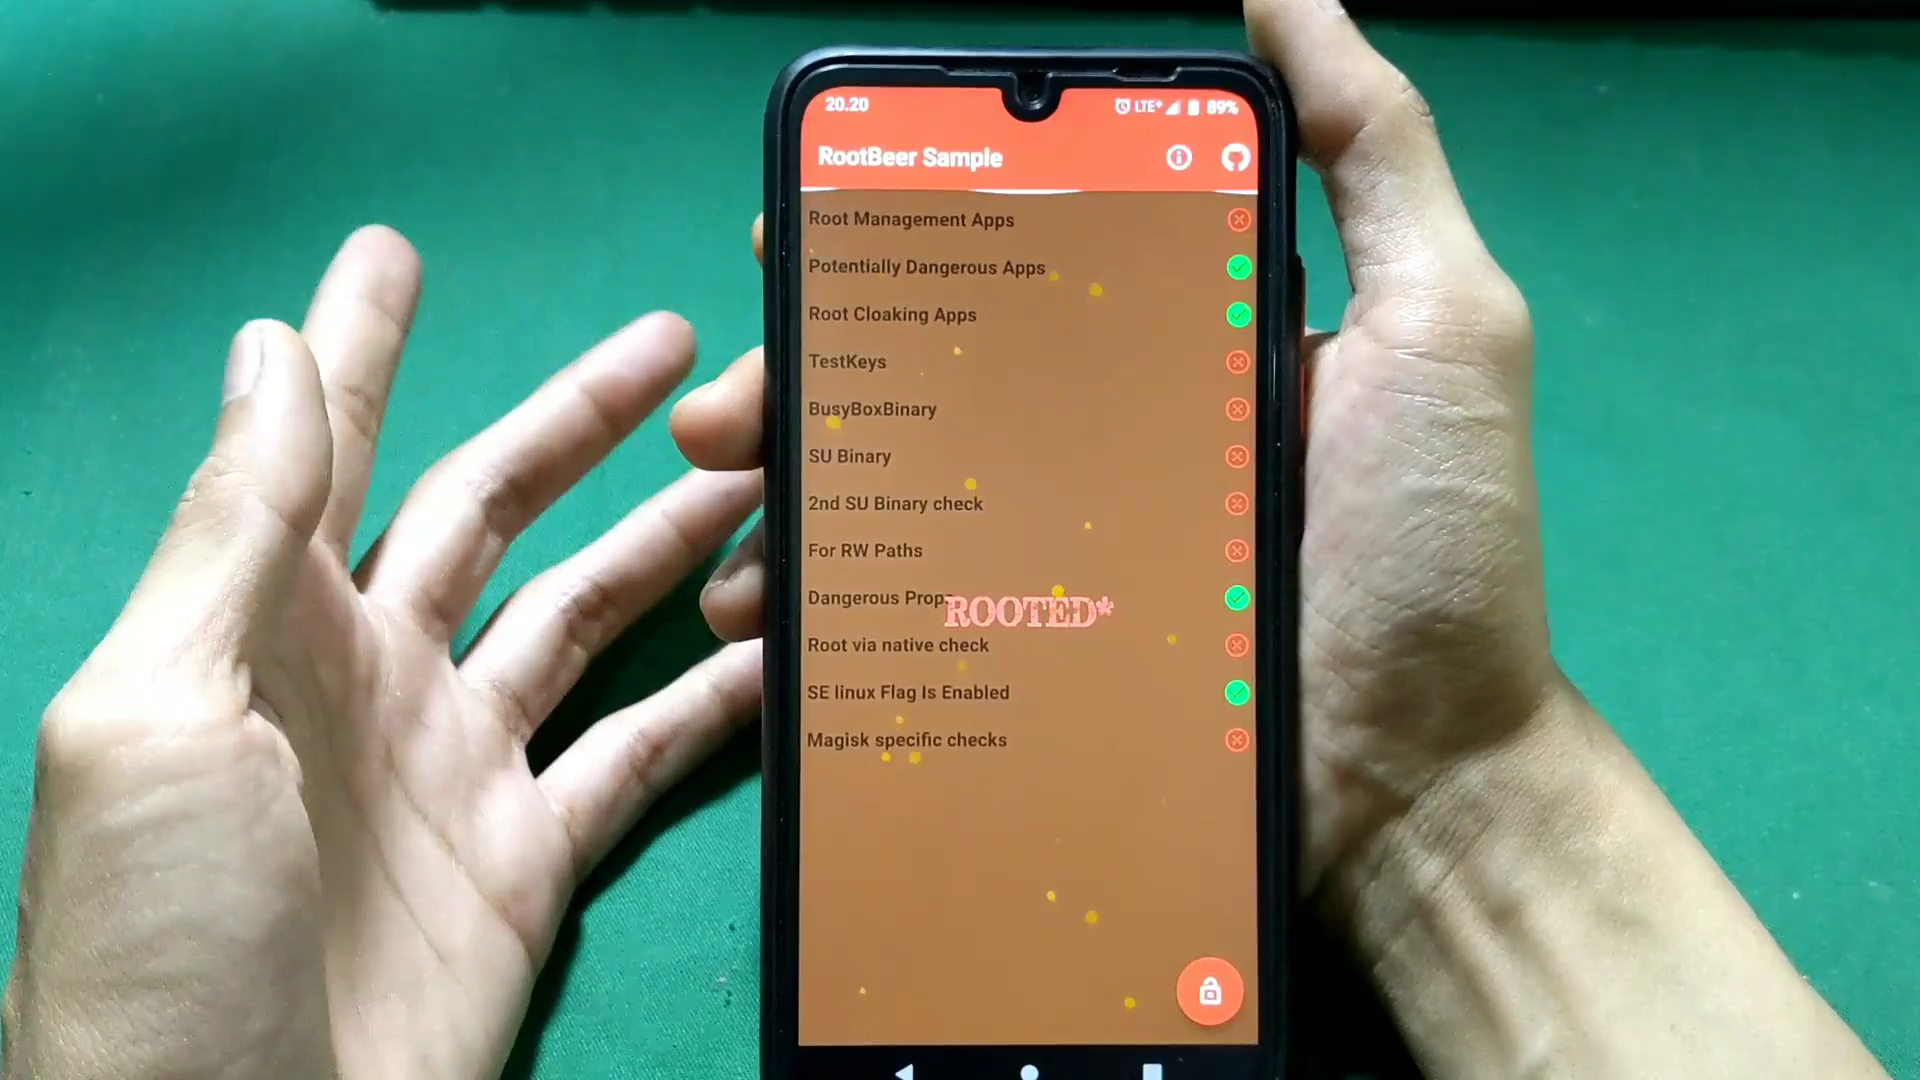 20.20 LTE+ 89%
RootBeer Sample
Root Management Apps
Potentially Dangerous Apps
Root Cloaking Apps
TestKeys
BusyBoxBinary
SU Binary
2nd SU Binary check
For RW Paths
Dangerous Props
ROOTED*
Root via native check
SE linux Flag Is Enabled
Magisk specific checks